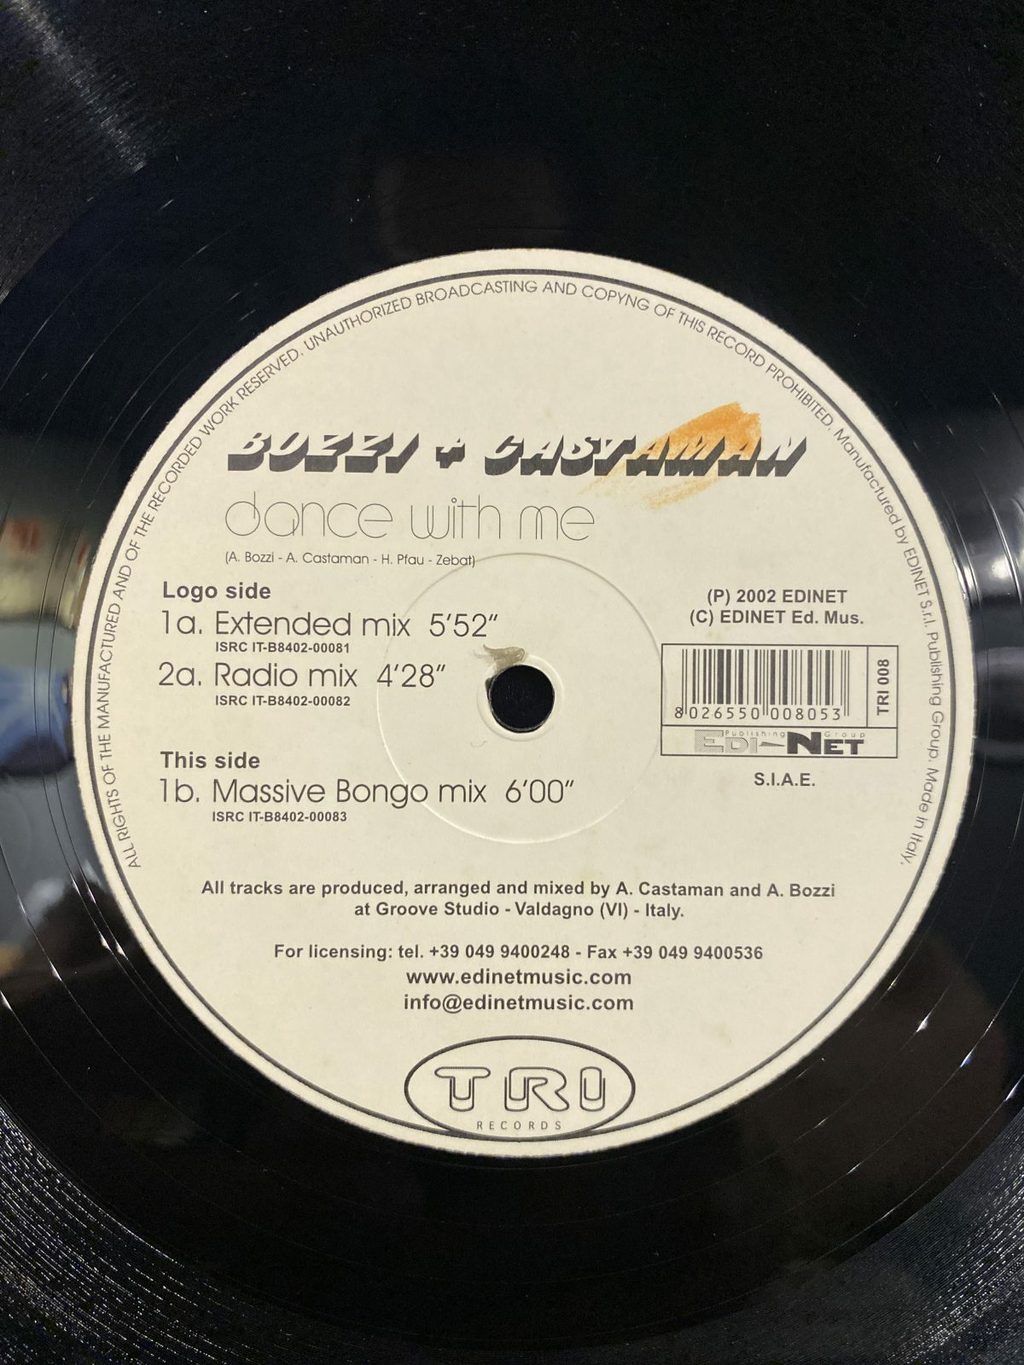 ALL RIGHTS OF THE MANUFACTURED AND OF THE RECORDED WORK RESERVED. UNAUTHORIZED BROADCASTING AND COPYNG OF THIS RECORD PROHIBITED. Manufactured by EDINET S.r.l. Publishing Group. Made in Italy.
BOZZI + CASTAMAN
dance with me
(A. Bozzi - A. Castaman - H. Pfau - Zebat)
Logo side
1a. Extended mix 5'52"
ISRC IT-B8402-00081
2a. Radio mix 4'28"
ISRC IT-B8402-00082
This side
1b. Massive Bongo mix 6'00"
ISRC IT-B8402-00083
(P) 2002 EDINET
(C) EDINET Ed. Mus.
8 026550 008053
TRI 008
Publishing Group
EDI-NET
S.I.A.E.
All tracks are produced, arranged and mixed by A. Castaman and A. Bozzi
at Groove Studio - Valdagno (VI) - Italy.
For licensing: tel. +39 049 9400248 - Fax +39 049 9400536
www.edinetmusic.com
info@edinetmusic.com
TRI
RECORDS